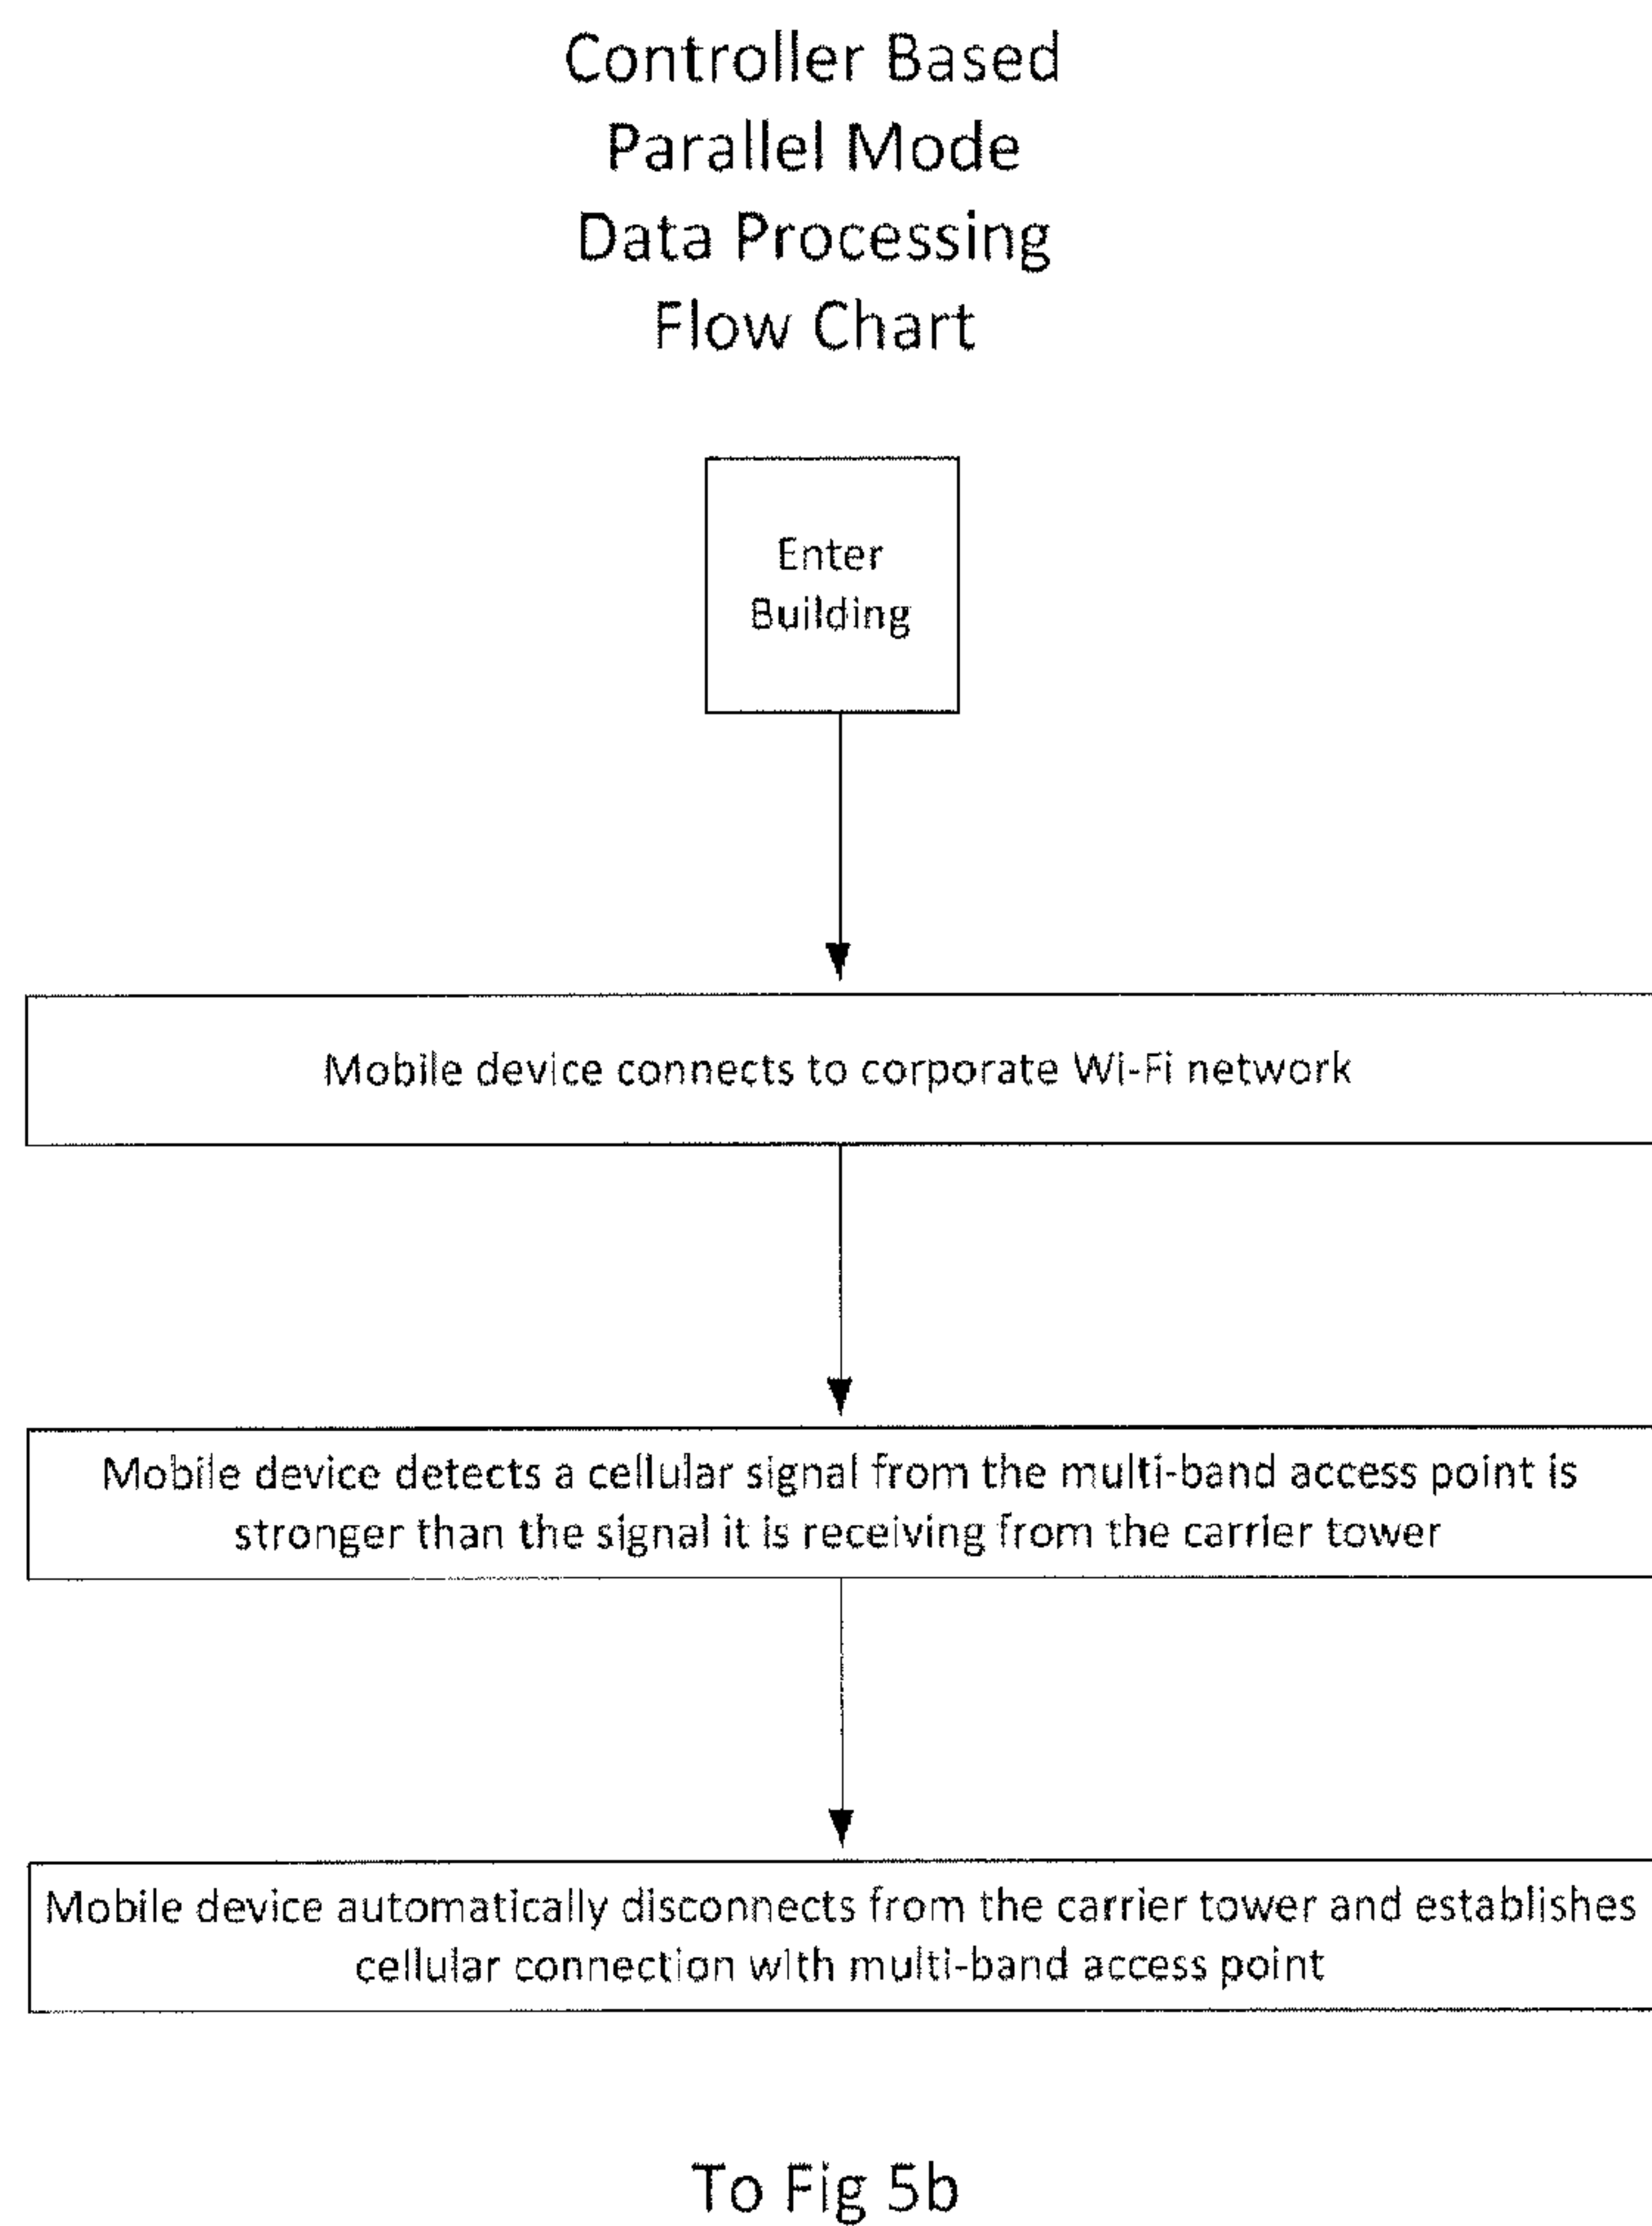 Controller Based
Parallel Mode
Data Processing
Flow Chart
Enter
Building
Mobile device connects to corporate Wi-Fi network
Mobile device detects a cellular signal from the multi-band access point is
stronger than the signal it is receiving from the carrier tower
Mobile device automatically disconnects from the carrier tower and establishes
cellular connection with multi-band access point
To Fig 5b